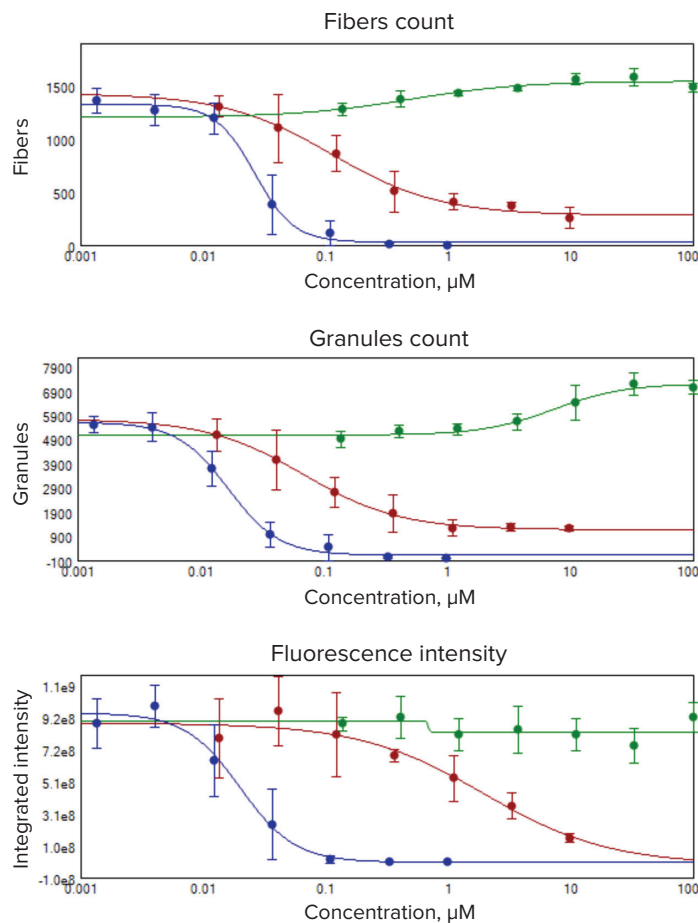 Fibers count
Fibers
1500
1000
500
0
0.001 0.01 0.1 1 10 100
Concentration, µM
Granules count
Granules
7900
6900
5900
4900
3900
2900
1900
900
-100
0.001 0.01 0.1 1 10 100
Concentration, µM
Fluorescence intensity
Integrated intensity
1.1e9
9.2e8
7.2e8
5.1e8
3.1e8
1.0e8
-1.0e8
0.001 0.01 0.1 1 10 100
Concentration, µM